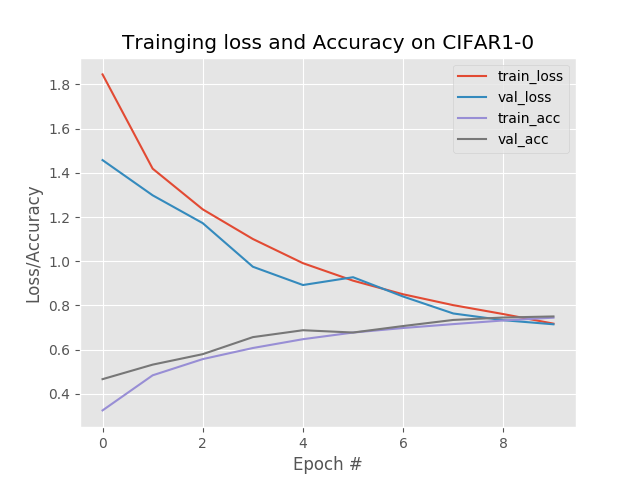 Trainging loss and Accuracy on CIFAR1-0
train_loss
val_loss
train_acc
val_acc
Loss/Accuracy
1.8
1.6
1.4
1.2
1.0
0.8
0.6
0.4
0 2 4 6 8
Epoch #